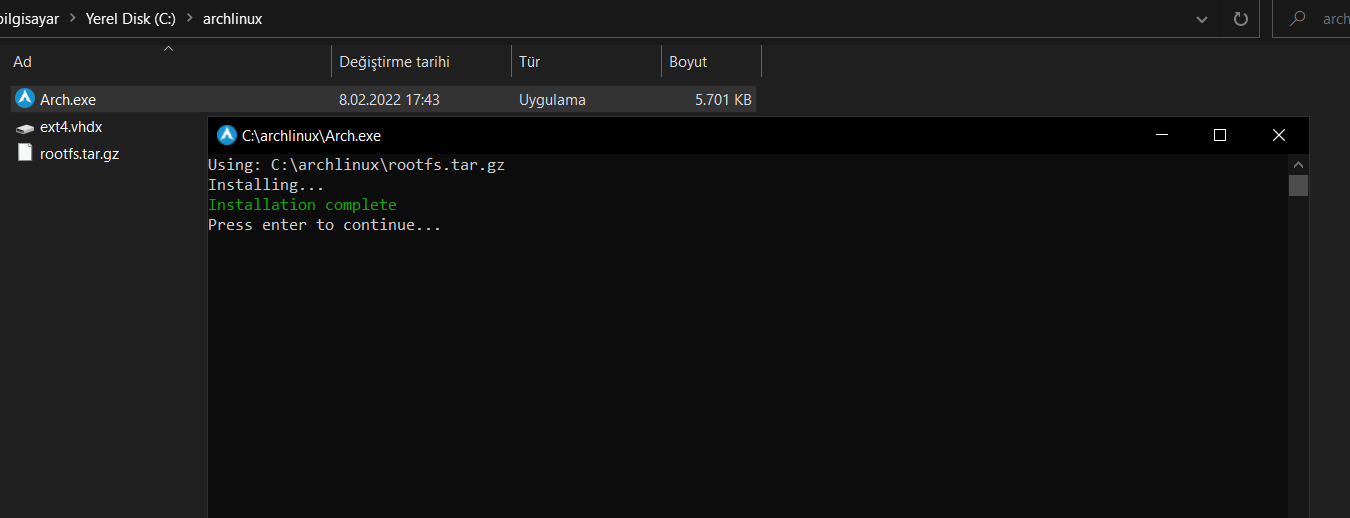 bilgisayar > Yerel Disk (C:) > archlinux
arch
Ad Değiştirme tarihi Tür Boyut
Arch.exe 8.02.2022 17:43 Uygulama 5.701 KB
ext4.vhdx
rootfs.tar.gz
C:\archlinux\Arch.exe
Using: C:\archlinux\rootfs.tar.gz
Installing...
Installation complete
Press enter to continue...